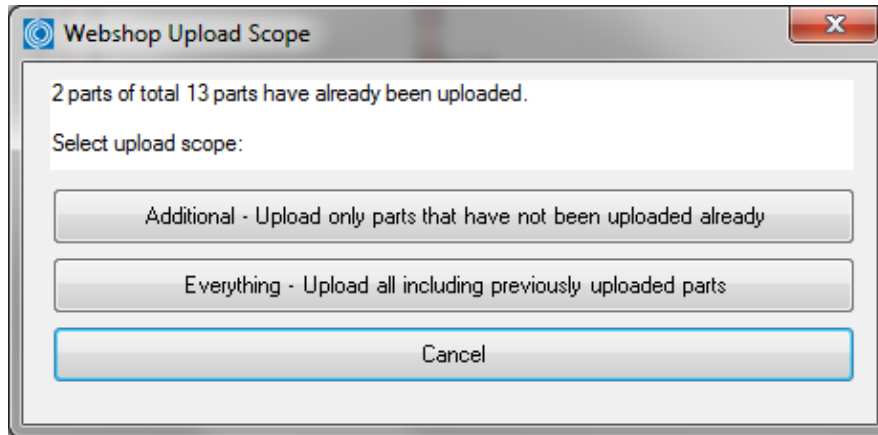 Webshop Upload Scope
2 parts of total 13 parts have already been uploaded.
Select upload scope:
Additional - Upload only parts that have not been uploaded already
Everything - Upload all including previously uploaded parts
Cancel